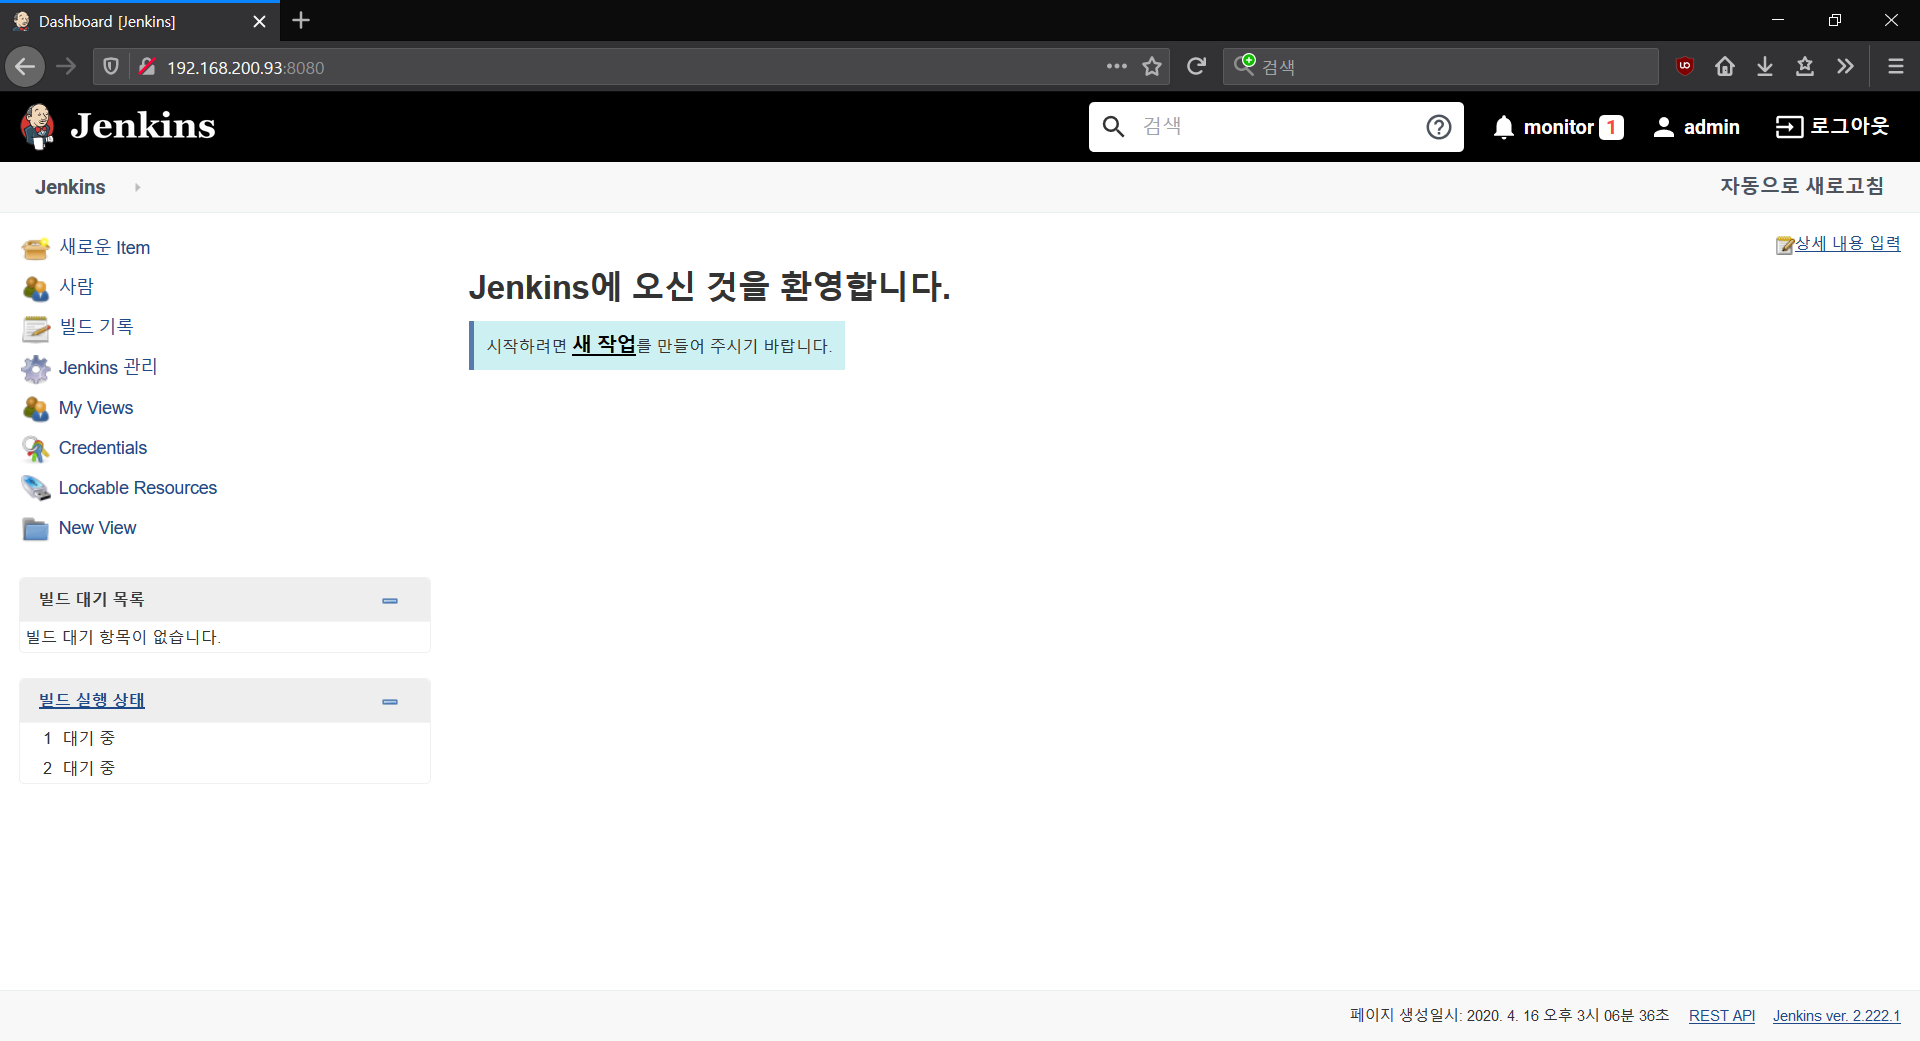 Dashboard [Jenkins]
192.168.200.93:8080
검색
Jenkins
검색
monitor 1
admin
로그아웃
Jenkins
자동으로 새로고침
새로운 Item
사람
빌드 기록
Jenkins 관리
My Views
Credentials
Lockable Resources
New View
빌드 대기 목록
빌드 대기 항목이 없습니다.
빌드 실행 상태
1 대기 중
2 대기 중
상세 내용 입력
Jenkins에 오신 것을 환영합니다.
시작하려면 새 작업를 만들어 주시기 바랍니다.
페이지 생성일시: 2020. 4. 16 오후 3시 06분 36초 REST API Jenkins ver. 2.222.1